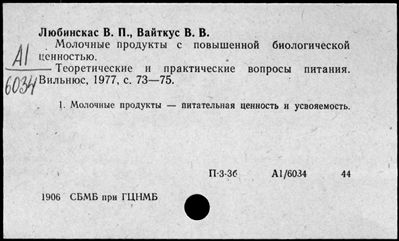 Любинскас В. П., Вайткус В. В.
Молочные продукты с повышенной биологической
ценностью.
А1
6034
Теоретические и практические вопросы питания.
Вильнюс, 1977, с. 73—75.
1. Молочные продукты — питательная ценность и усвояемость.
П-3-36 А1/6034 44
1906 СБМБ при ГЦНМБ